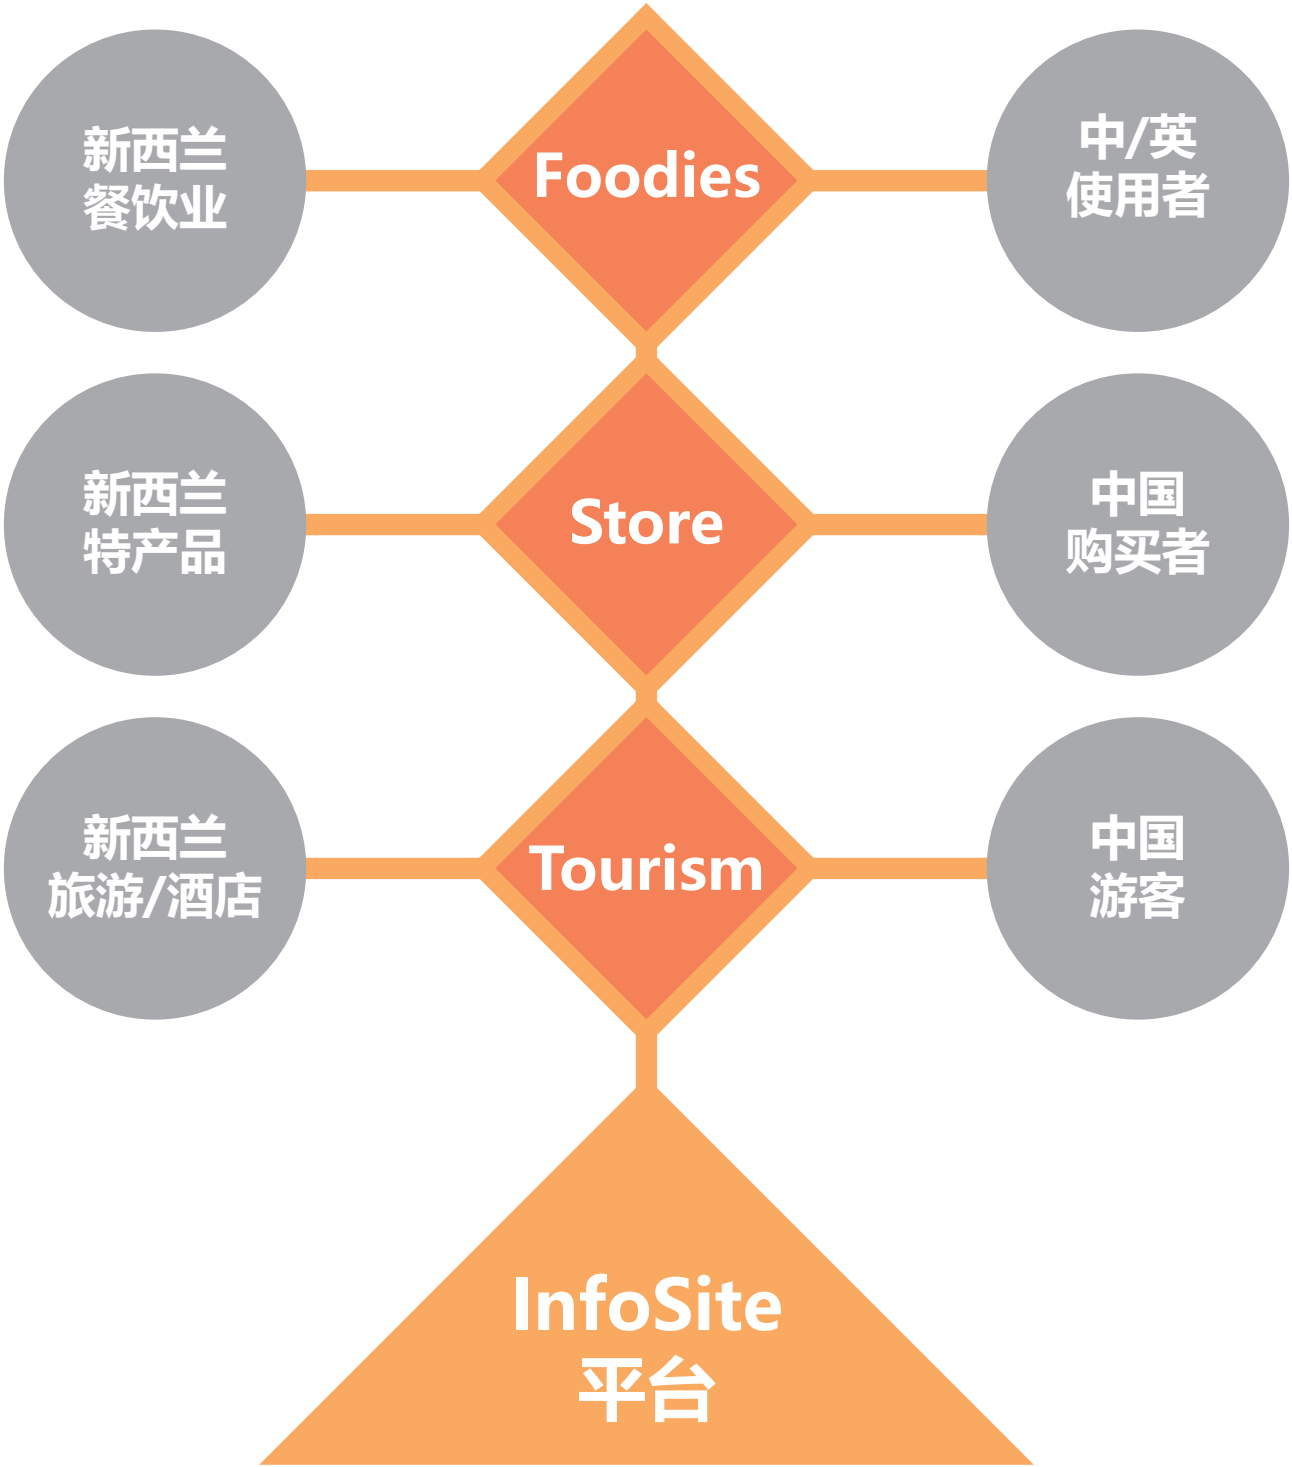 新西兰
餐饮业
Foodies
中/英
使用者
新西兰
特产品
Store
中国
购买者
新西兰
旅游/酒店
Tourism
中国
游客
InfoSite
平台